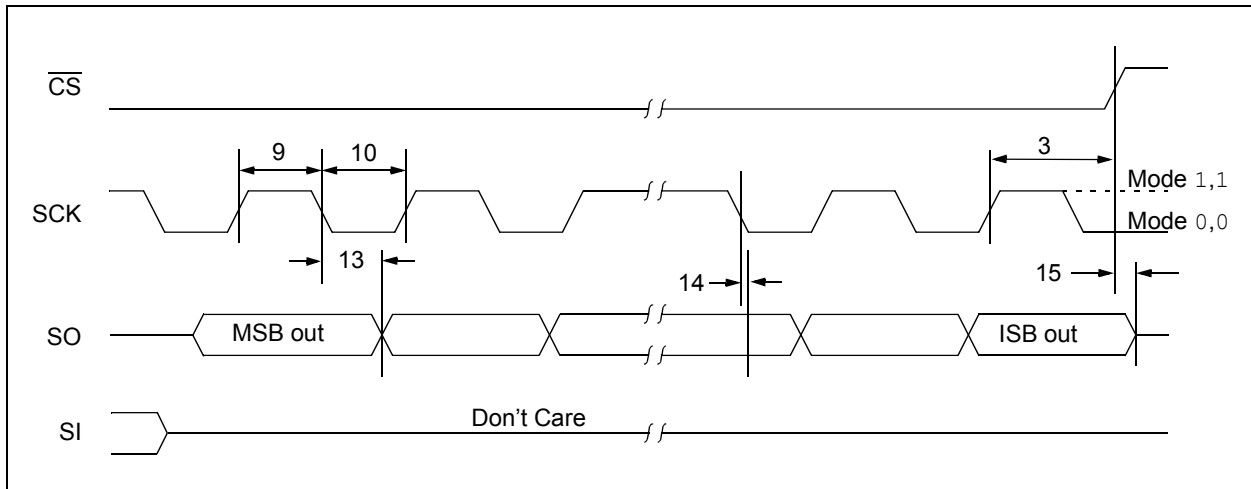 CS
9
10
3
Mode 1,1
SCK
Mode 0,0
13
14
15
SO
MSB out
ISB out
Don't Care
SI